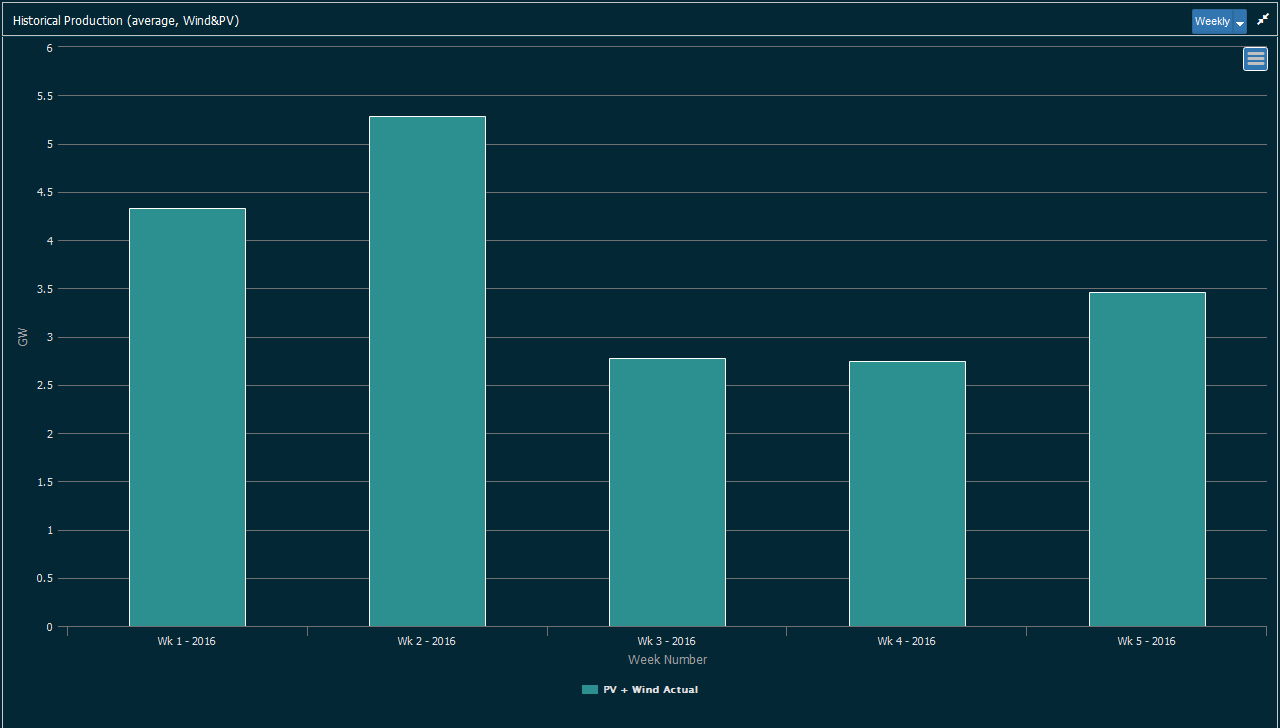 Historical Production (average, Wind&PV)
Weekly
6
5.5
5
4.5
4
3.5
3
2.5
2
1.5
1
0.5
0
GW
Wk 1 - 2016
Wk 2 - 2016
Wk 3 - 2016
Wk 4 - 2016
Wk 5 - 2016
Week Number
PV + Wind Actual